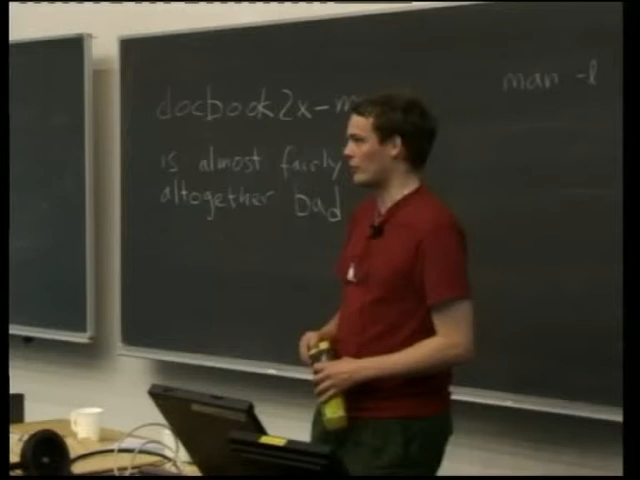 docbook2x-m
is almost fairly
altogether bad
man -l